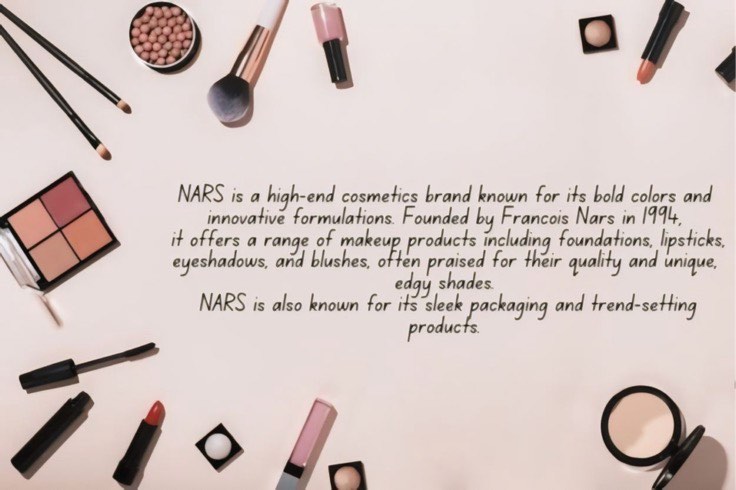 NARS is a high-end cosmetics brand known for its bold colors and
innovative formulations. Founded by Francois Nars in 1994,
it offers a range of makeup products including foundations, lipsticks,
eyeshadows, and blushes, often praised for their quality and unique,
edgy shades.
NARS is also known for its sleek packaging and trend-setting
products.